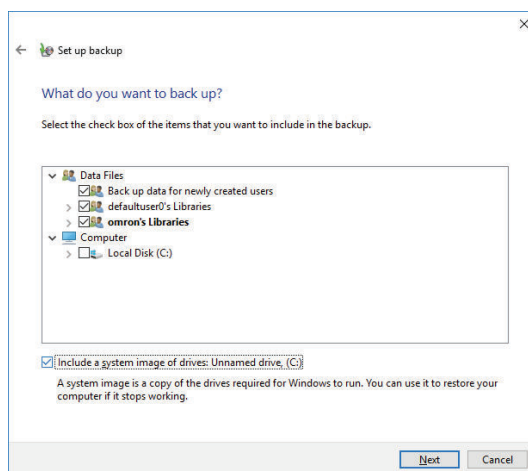 Set up backup
What do you want to back up?
Select the check box of the items that you want to include in the backup.
Data Files
Back up data for newly created users
defaultuser0's Libraries
omron's Libraries
Computer
Local Disk (C:)
Include a system image of drives: Unnamed drive, (C:)
A system image is a copy of the drives required for Windows to run. You can use it to restore your
computer if it stops working.
Next
Cancel